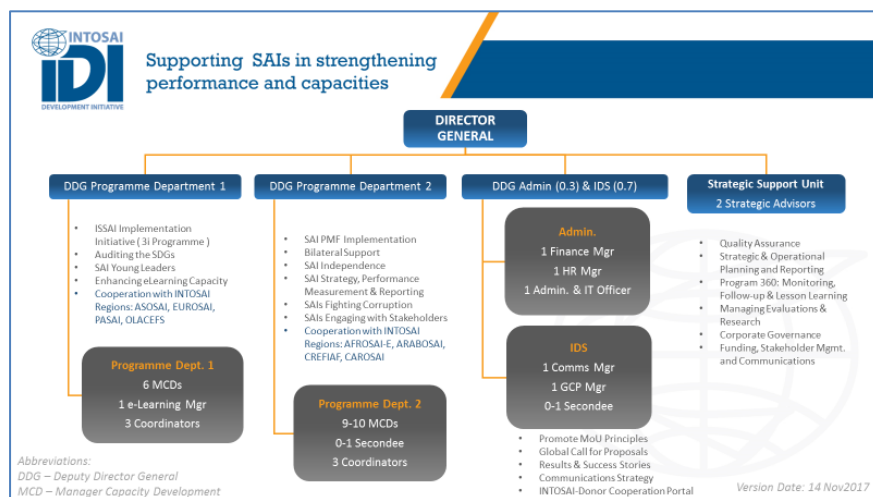 INTOSAI
IDI
DEVELOPMENT INITIATIVE
Supporting SAIs in strengthening
performance and capacities
DIRECTOR
GENERAL
DDG Programme Department 1
DDG Programme Department 2
DDG Admin (0.3) & IDS (0.7)
Strategic Support Unit
2 Strategic Advisors
• ISSAI Implementation
Initiative ( 3i Programme )
• Auditing the SDGs
• SAI Young Leaders
• Enhancing eLearning Capacity
• Cooperation with INTOSAI
Regions: ASOSAI, EUROSAI,
PASAI, OLACEFS
Programme Dept. 1
6 MCDs
1 e-Learning Mgr
3 Coordinators
• SAI PMF Implementation
• Bilateral Support
• SAI Independence
• SAI Strategy, Performance
Measurement & Reporting
• SAIs Fighting Corruption
• SAIs Engaging with Stakeholders
• Cooperation with INTOSAI
Regions: AFROSAI-E, ARABOSAI,
CREFIAF, CAROSAI
Programme Dept. 2
9-10 MCDs
0-1 Secondee
3 Coordinators
Admin.
1 Finance Mgr
1 HR Mgr
1 Admin. & IT Officer
IDS
1 Comms Mgr
1 GCP Mgr
0-1 Secondee
• Promote MoU Principles
• Global Call for Proposals
• Results & Success Stories
• Communications Strategy
• INTOSAI-Donor Cooperation Portal
• Quality Assurance
• Strategic & Operational
Planning and Reporting
• Program 360: Monitoring,
Follow-up & Lesson Learning
• Managing Evaluations &
Research
• Corporate Governance
• Funding, Stakeholder Mgmt.
and Communications
Abbreviations:
DDG – Deputy Director General
MCD – Manager Capacity Development
Version Date: 14 Nov2017